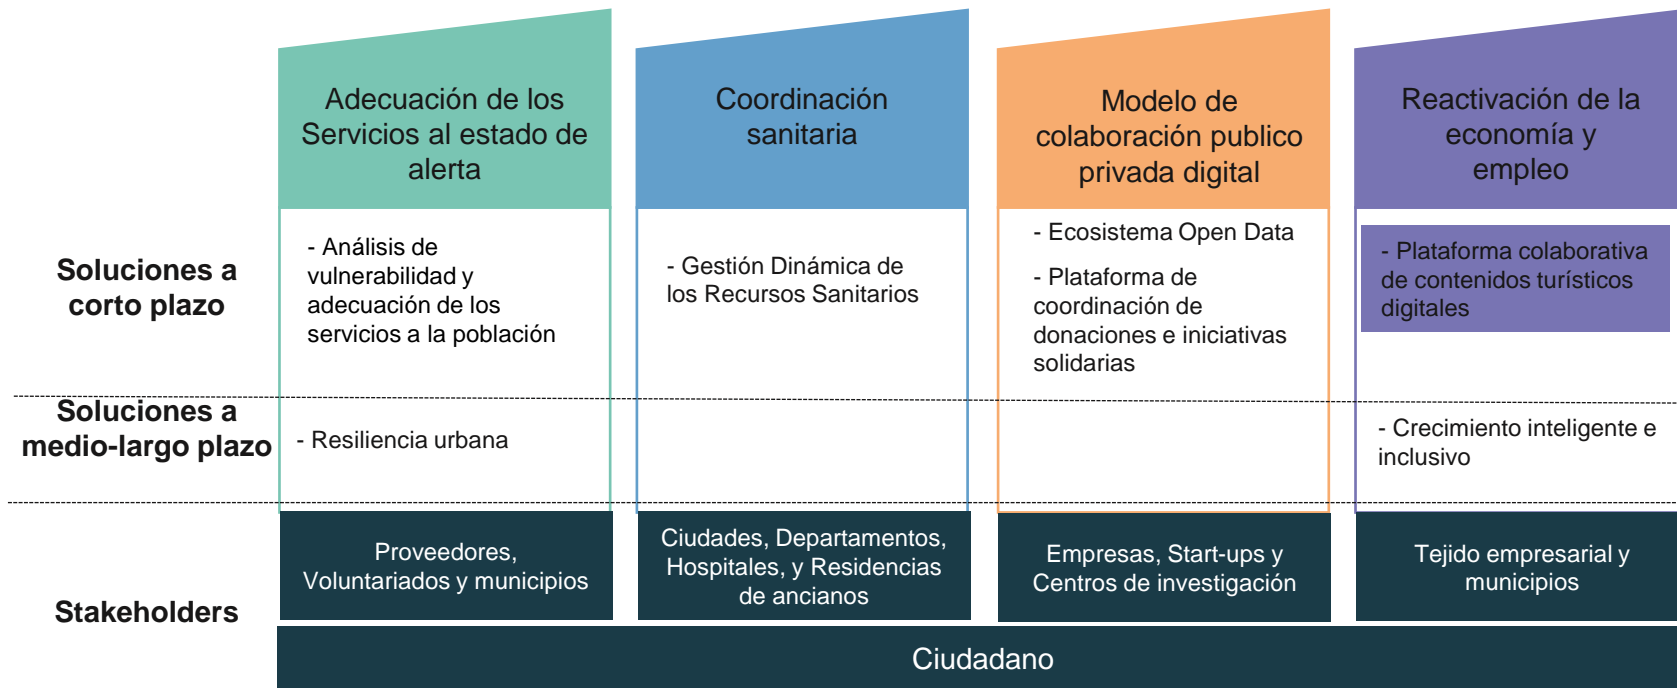 Adecuación de los
Servicios al estado de
alerta
Coordinación
sanitaria
Modelo de
colaboración publico
privada digital
Reactivación de la
economía y
empleo
Soluciones a
corto plazo
- Análisis de
vulnerabilidad y
adecuación de los
servicios a la población
- Gestión Dinámica de
los Recursos Sanitarios
- Ecosistema Open Data
- Plataforma de
coordinación de
donaciones e iniciativas
solidarias
- Plataforma colaborativa
de contenidos turísticos
digitales
Soluciones a
medio-largo plazo
- Resiliencia urbana
- Crecimiento inteligente e
inclusivo
Stakeholders
Proveedores,
Voluntariados y municipios
Ciudades, Departamentos,
Hospitales, y Residencias
de ancianos
Empresas, Start-ups y
Centros de investigación
Tejido empresarial y
municipios
Ciudadano